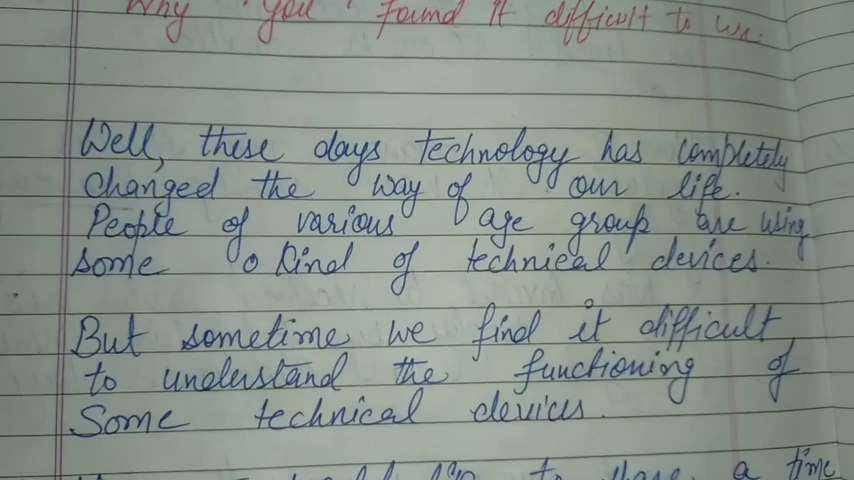 Why 'you' found it difficult to
Well, these days technology has completely
changed the way of our life.
People of various age group are using
some kind of technical devices.
But sometime we find it difficult
to understand the functioning of
Some technical devices.
to share a time